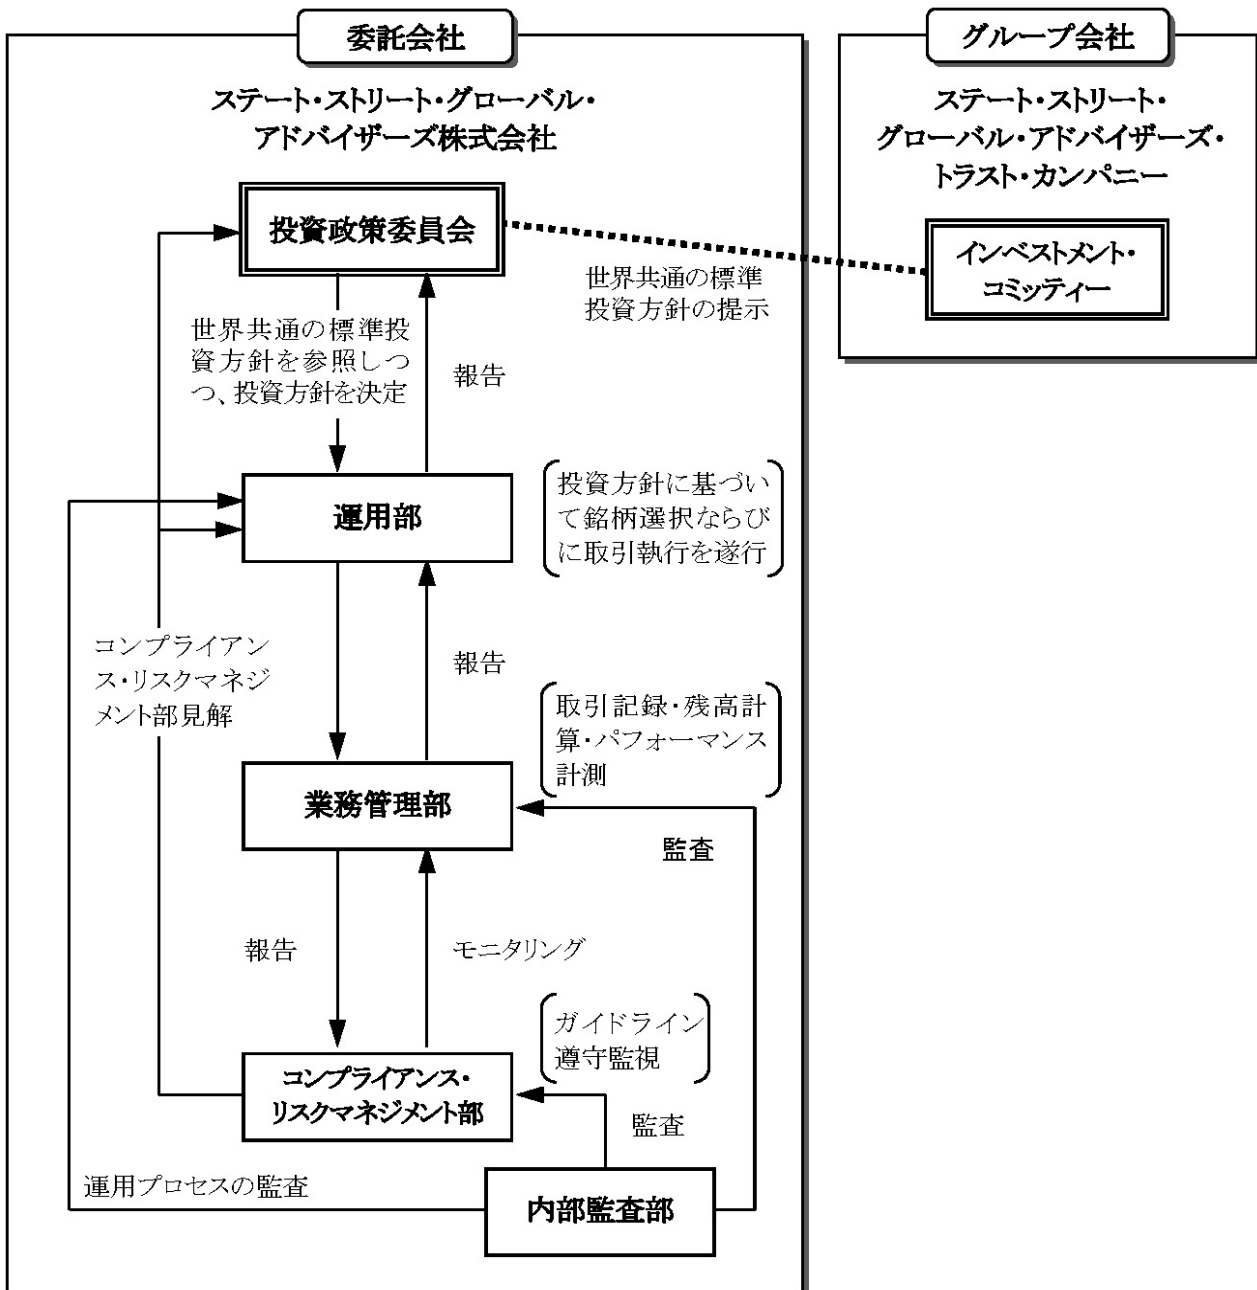 委託会社
ステート・ストリート・グローバル・
アドバイザーズ株式会社
グループ会社
ステート・ストリート・
グローバル・アドバイザーズ・
トラスト・カンパニー
投資政策委員会
インベストメント・
コミッティー
世界共通の標準
投資方針の提示
世界共通の標準投
資方針を参照しつ
つ、投資方針を決定
報告
運用部
投資方針に基づい
て銘柄選択ならび
に取引執行を遂行
コンプライアン
ス・リスクマネジ
メント部見解
報告
取引記録・残高計
算・パフォーマンス
計測
業務管理部
監査
報告
モニタリング
ガイドライン
遵守監視
コンプライアンス・
リスクマネジメント部
監査
運用プロセスの監査
内部監査部